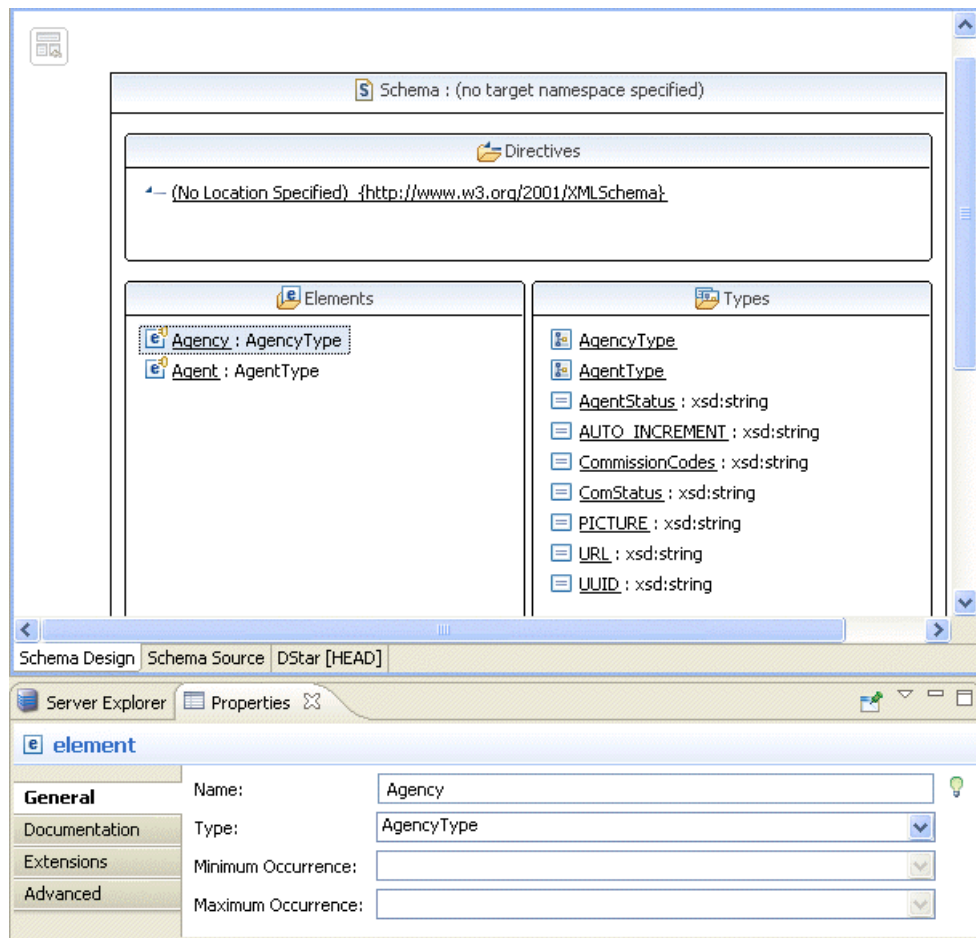 Schema : (no target namespace specified)
Directives
(No Location Specified) {http://www.w3.org/2001/XMLSchema}
Elements
Agency : AgencyType
Agent : AgentType
Types
AgencyType
AgentType
AgentStatus : xsd:string
AUTO_INCREMENT : xsd:string
CommissionCodes : xsd:string
ComStatus : xsd:string
PICTURE : xsd:string
URL : xsd:string
UUID : xsd:string
Schema Design Schema Source DStar [HEAD]
Server Explorer Properties
element
General
Documentation
Extensions
Advanced
Name: Agency
Type: AgencyType
Minimum Occurrence:
Maximum Occurrence: